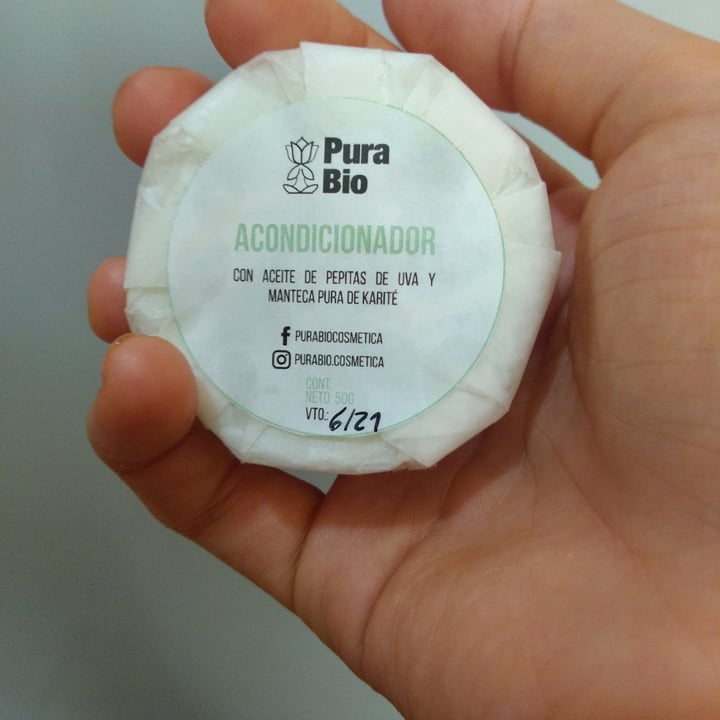 Pura
Bio
ACONDICIONADOR
CON ACEITE DE PEPITAS DE UVA Y
MANTECA PURA DE KARITÉ
PURABIOCOSMETICA
PURABIO.COSMETICA
CONT.
NETO: 50G
VTO.: 6/21